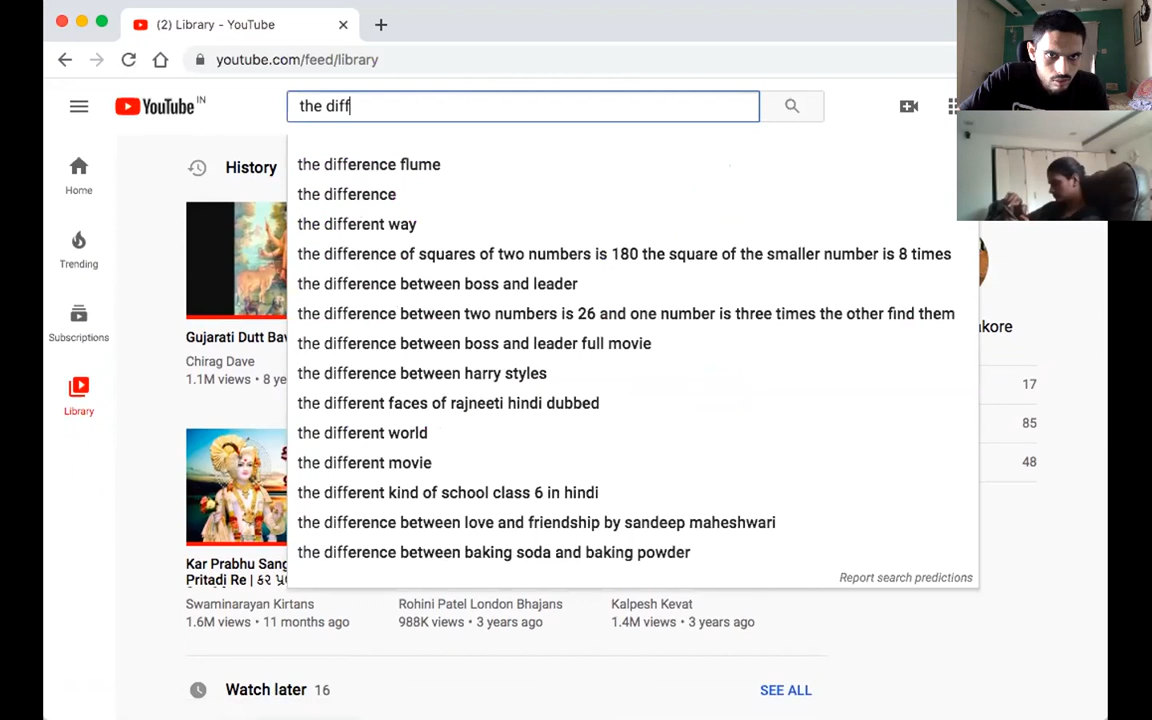 (2) Library - YouTube
youtube.com/feed/library
YouTube IN
the diff
Home
Trending
Subscriptions
Library
History
the difference flume
the difference
the different way
the difference of squares of two numbers is 180 the square of the smaller number is 8 times
the difference between boss and leader
the difference between two numbers is 26 and one number is three times the other find them
the difference between boss and leader full movie
the difference between harry styles
the different faces of rajneeti hindi dubbed
the different world
the different movie
the different kind of school class 6 in hindi
the difference between love and friendship by sandeep maheshwari
the difference between baking soda and baking powder
Report search predictions
Gujarati Dutt Bav
Chirag Dave
1.1M views • 8 ye
akore
17
85
48
Kar Prabhu Sang
Pritadi Re |
Swaminarayan Kirtans
1.6M views • 11 months ago
Rohini Patel London Bhajans
988K views • 3 years ago
Kalpesh Kevat
1.4M views • 3 years ago
Watch later 16
SEE ALL